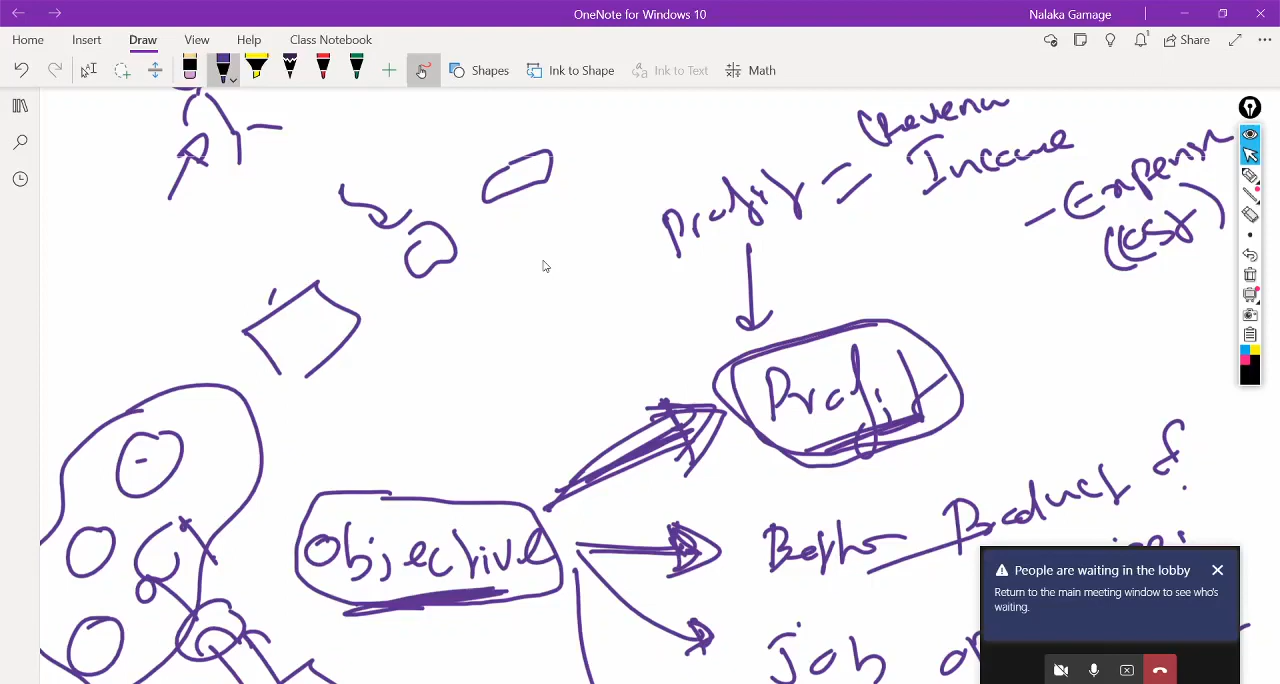 OneNote for Windows 10
Nalaka Gamage
Home Insert Draw View Help Class Notebook
Share
Shapes Ink to Shape Ink to Text Math
(Revenu
Profit = Income
- Expense
(Cost)
Profit
Objective
Better Product &
Job
People are waiting in the lobby
Return to the main meeting window to see who's
waiting.